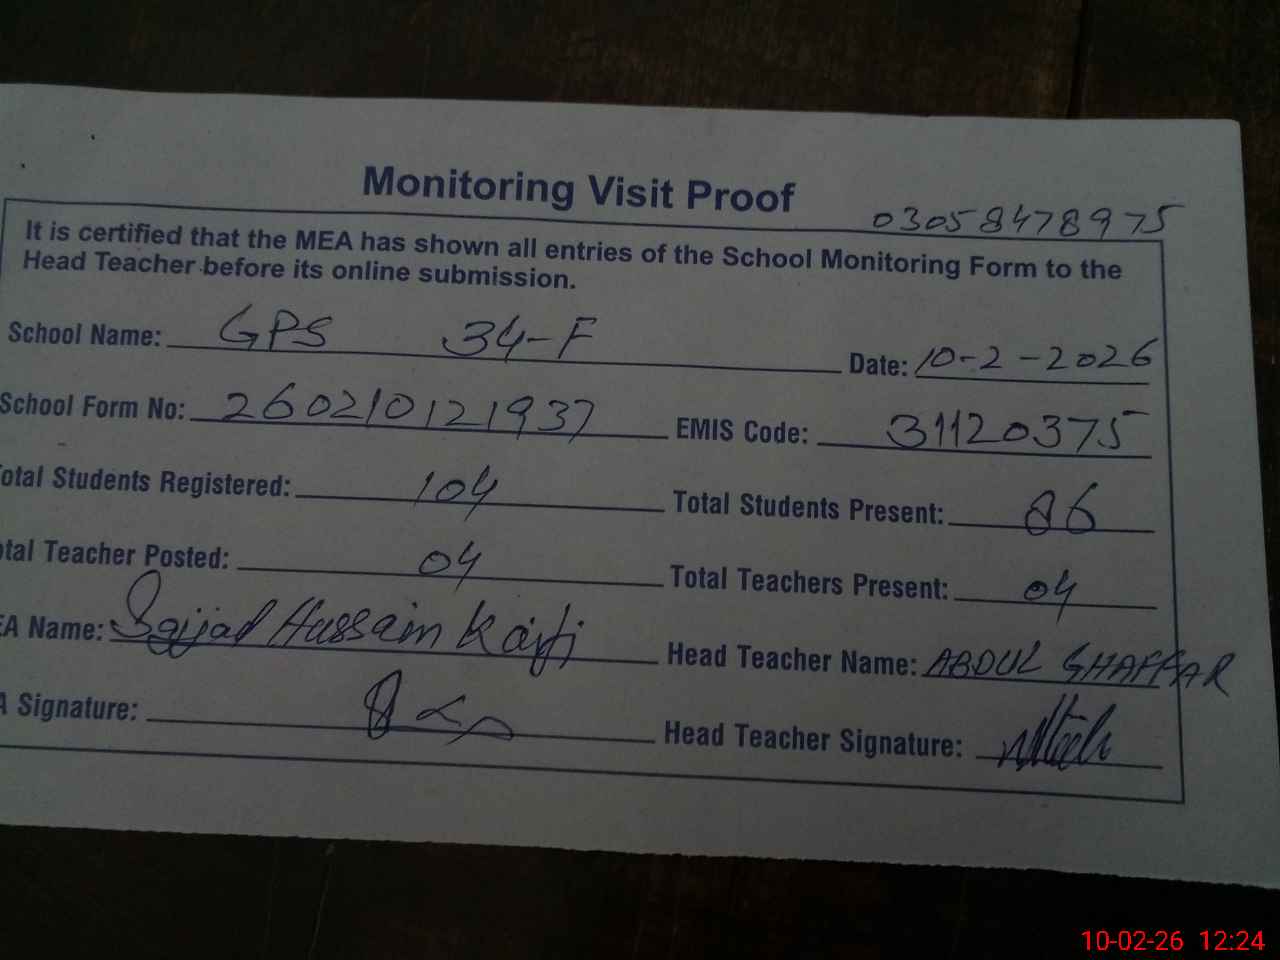 Monitoring Visit Proof
03058478975
It is certified that the MEA has shown all entries of the School Monitoring Form to the
Head Teacher before its online submission.
School Name: GPS 34-F Date: 10-2-2026
School Form No: 260210121937 EMIS Code: 31120375
otal Students Registered: 104 Total Students Present: 86
otal Teacher Posted: 04 Total Teachers Present: 04
EA Name: Sajjad Hussain Head Teacher Name: ABDUL GHAFFAR
A Signature: Head Teacher Signature:
10-02-26 12:24